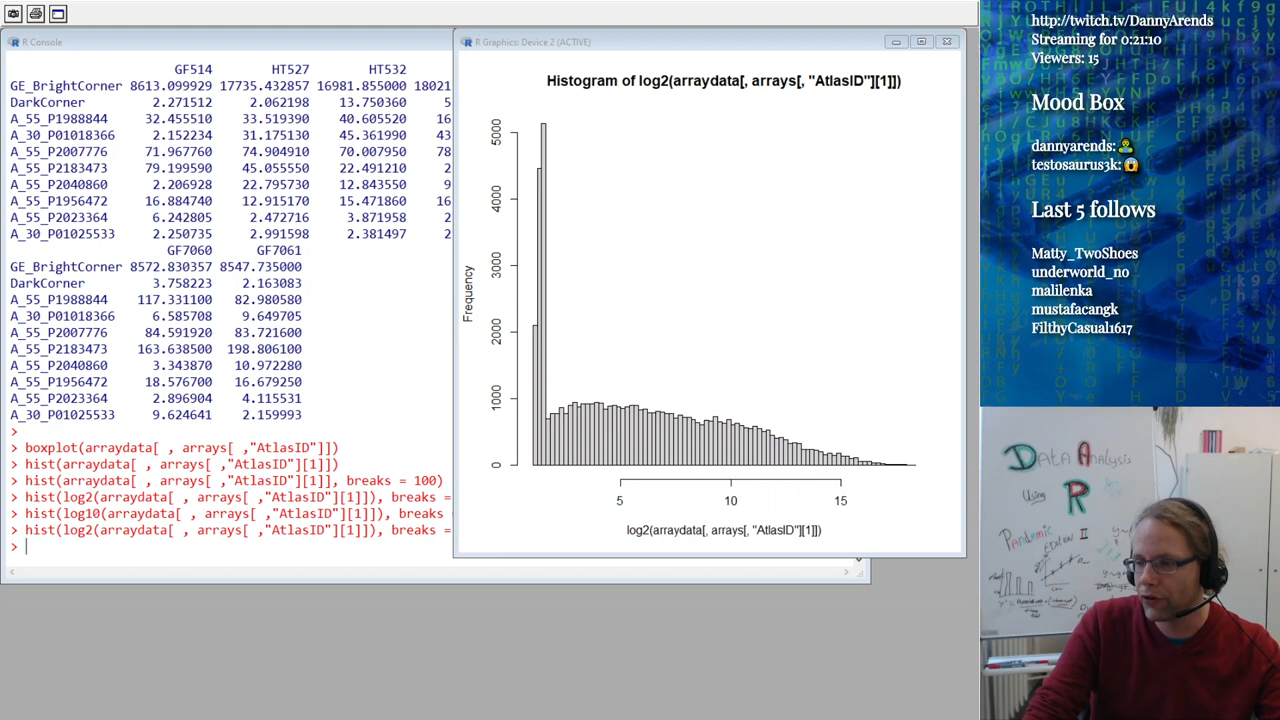 R Console
GF514 HT527 HT532
GE_BrightCorner 8613.099929 17735.432857 16981.855000 18021
DarkCorner 2.271512 2.062198 13.750360 5
A_55_P1988844 32.455510 33.519390 40.605520 16
A_30_P01018366 2.152234 31.175130 45.361990 43
A_55_P2007776 71.967760 74.904910 70.007950 78
A_55_P2183473 79.199590 45.055550 22.491210 2
A_55_P2040860 2.206928 22.795730 12.843550 9
A_55_P1956472 16.884740 12.915170 15.471860 16
A_55_P2023364 6.242805 2.472716 3.871958 2
A_30_P01025533 2.250735 2.991598 2.381497 2
GF7060 GF7061
GE_BrightCorner 8572.830357 8547.735000
DarkCorner 3.758223 2.163083
A_55_P1988844 117.331100 82.980580
A_30_P01018366 6.585708 9.649705
A_55_P2007776 84.591920 83.721600
A_55_P2183473 163.638500 198.806100
A_55_P2040860 3.343870 10.972280
A_55_P1956472 18.576700 16.679250
A_55_P2023364 2.896904 4.115531
A_30_P01025533 9.624641 2.159993
>
> boxplot(arraydata[ , arrays[ ,"AtlasID"]])
> hist(arraydata[ , arrays[ ,"AtlasID"][1]])
> hist(arraydata[ , arrays[ ,"AtlasID"][1]], breaks = 100)
> hist(log2(arraydata[ , arrays[ ,"AtlasID"][1]]), breaks =
> hist(log10(arraydata[ , arrays[ ,"AtlasID"][1]]), breaks
> hist(log2(arraydata[ , arrays[ ,"AtlasID"][1]]), breaks =
>
R Graphics: Device 2 (ACTIVE)
Histogram of log2(arraydata[, arrays[, "AtlasID"][1]])
Frequency
5000
4000
3000
2000
1000
0
5 10 15
log2(arraydata[, arrays[, "AtlasID"][1]])
http://twitch.tv/DannyArends
Streaming for 0:21:10
Viewers: 15
Mood Box
dannyarends:
testosaurus3k:
Last 5 follows
Matty_TwoShoes
underworld_no
malilenka
mustafacangk
FilthyCasual1617
Data Analysis
Using R
Pandemic
Edition II